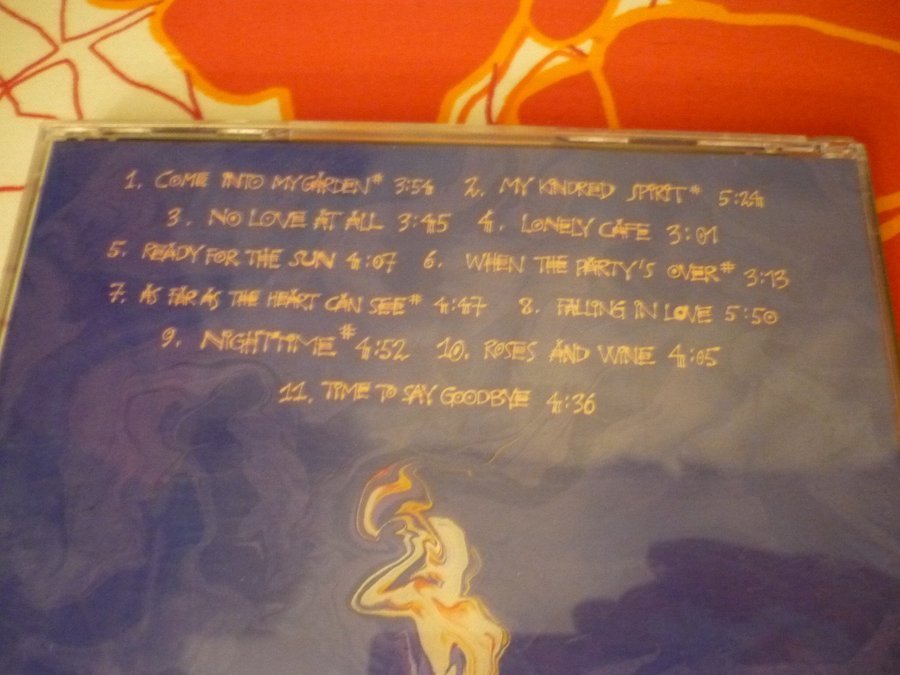 1. COME INTO MY GARDEN* 3:54 2. MY KINDRED SPIRIT* 5:24
3. NO LOVE AT ALL 3:45 4. LONELY CAFE 3:01
5. READY FOR THE SUN 4:07 6. WHEN THE PARTY'S OVER# 3:13
7. AS FAR AS THE HEART CAN SEE* 4:47 8. FALLING IN LOVE 5:50
9. NIGHTTIME# 4:52 10. ROSES AND WINE 4:05
11. TIME TO SAY GOODBYE 4:36